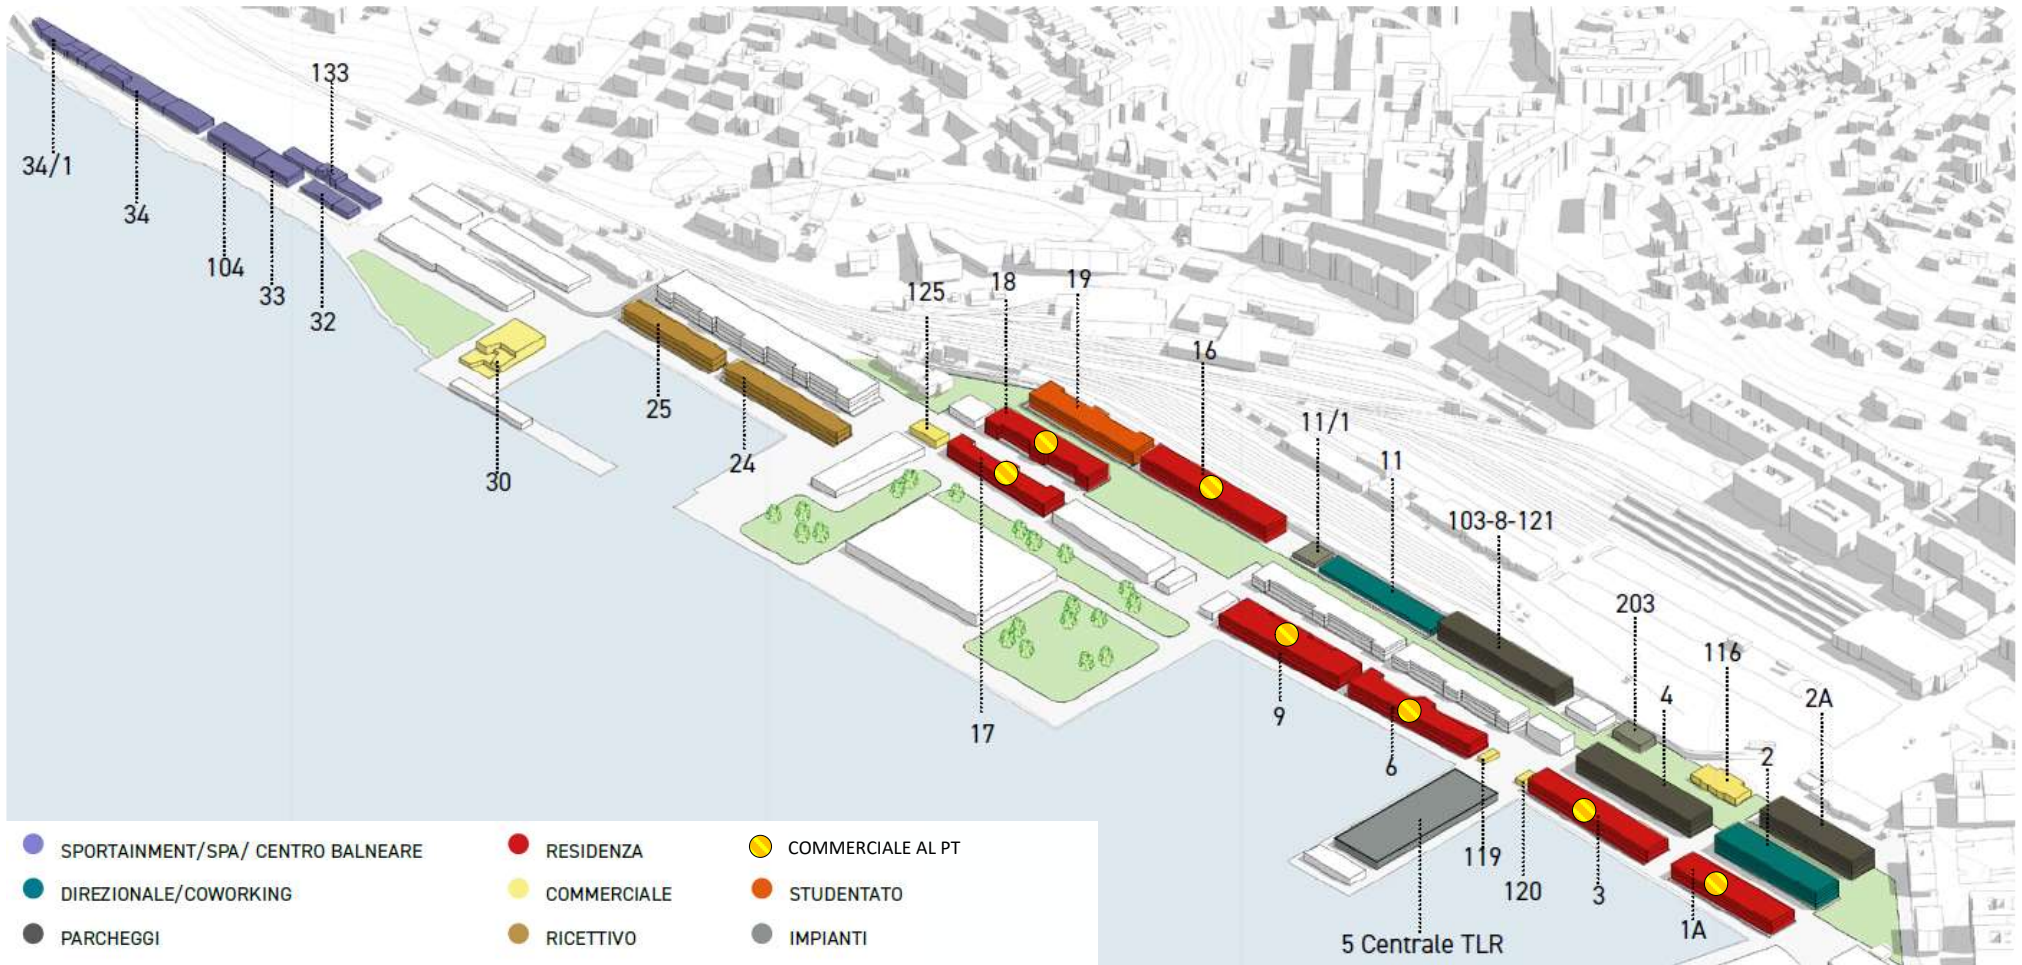 133
34/1
34
104
33
32
125
18
19
16
11/1
11
103-8-121
25
24
30
203
116
4
2A
2
17
9
6
119
120
3
1A
5 Centrale TLR
SPORTAINMENT/SPA/ CENTRO BALNEARE
DIREZIONALE/COWORKING
PARCHEGGI
RESIDENZA
COMMERCIALE
RICETTIVO
COMMERCIALE AL PT
STUDENTATO
IMPIANTI